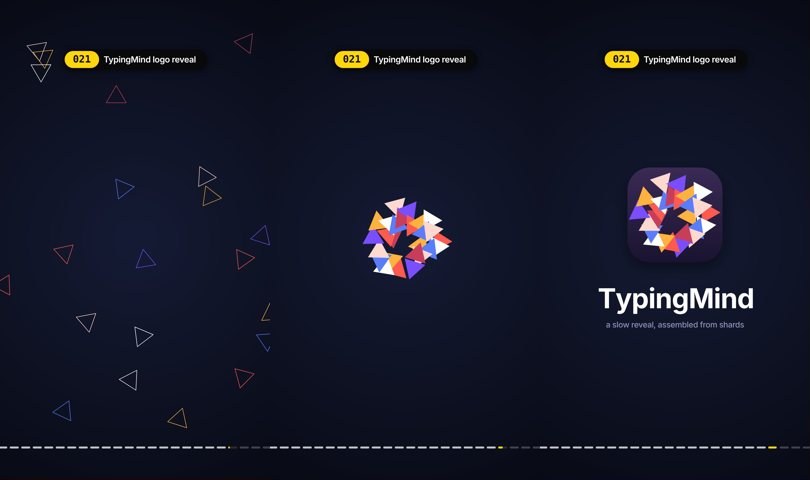 021 TypingMind logo reveal
021 TypingMind logo reveal
021 TypingMind logo reveal
TypingMind
a slow reveal, assembled from shards